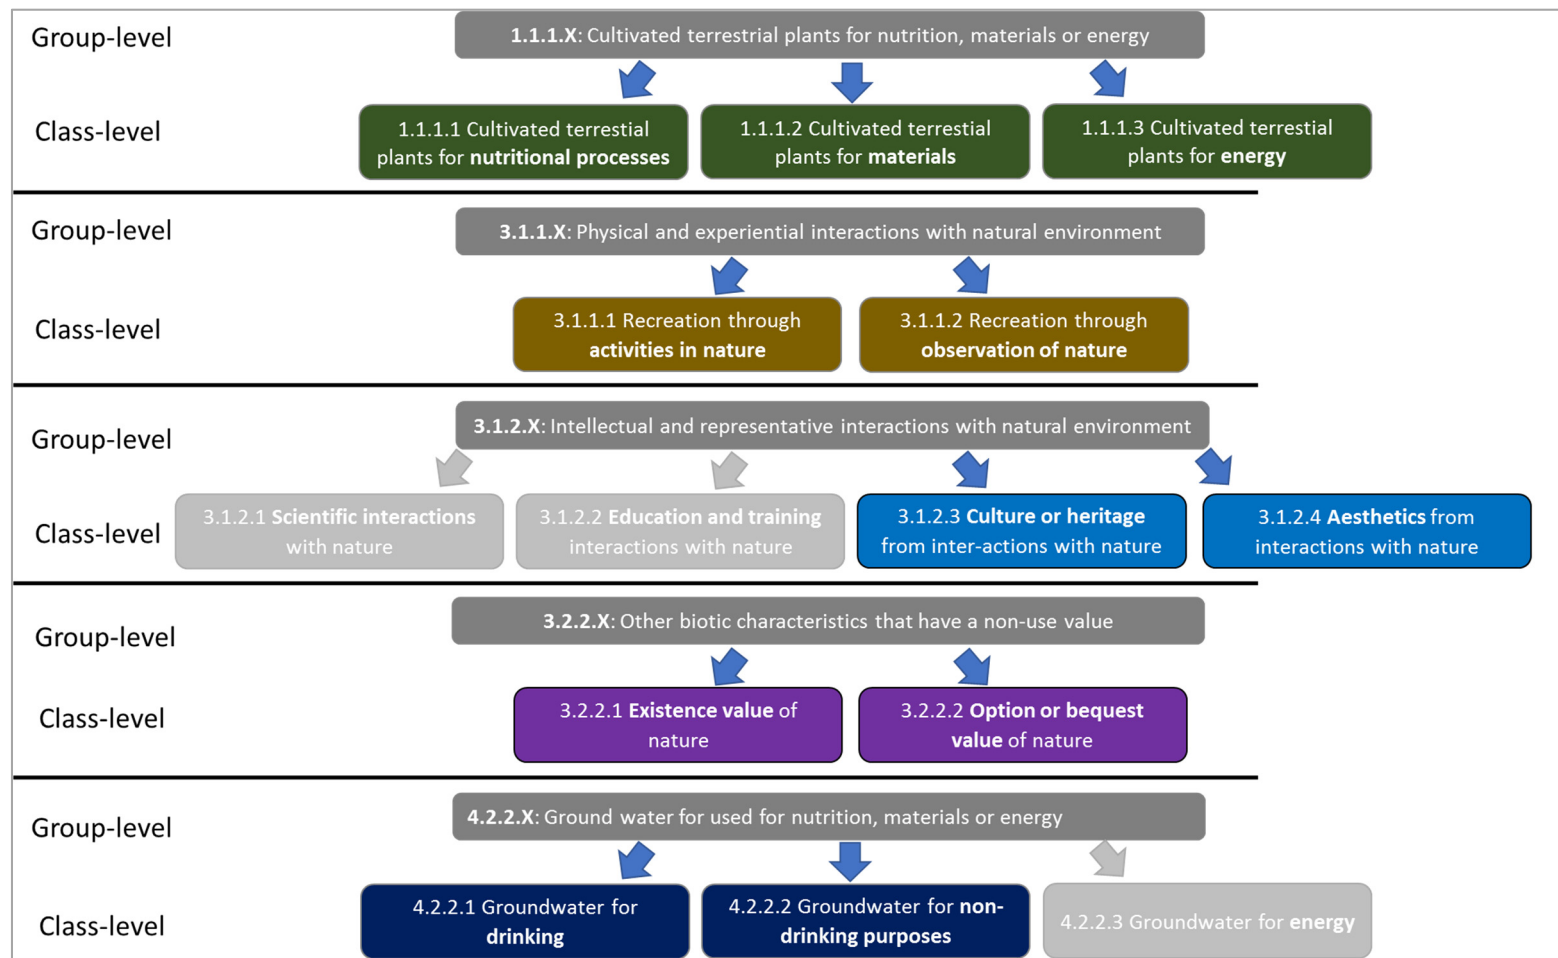 Group-level
1.1.1.X: Cultivated terrestrial plants for nutrition, materials or energy
Class-level
1.1.1.1 Cultivated terrestial
plants for nutritional processes
1.1.1.2 Cultivated terrestial
plants for materials
1.1.1.3 Cultivated terrestial
plants for energy
Group-level
3.1.1.X: Physical and experiential interactions with natural environment
Class-level
3.1.1.1 Recreation through
activities in nature
3.1.1.2 Recreation through
observation of nature
Group-level
3.1.2.X: Intellectual and representative interactions with natural environment
Class-level
3.1.2.1 Scientific interactions
with nature
3.1.2.2 Education and training
interactions with nature
3.1.2.3 Culture or heritage
from inter-actions with nature
3.1.2.4 Aesthetics from
interactions with nature
Group-level
3.2.2.X: Other biotic characteristics that have a non-use value
Class-level
3.2.2.1 Existence value of
nature
3.2.2.2 Option or bequest
value of nature
Group-level
4.2.2.X: Ground water for used for nutrition, materials or energy
Class-level
4.2.2.1 Groundwater for
drinking
4.2.2.2 Groundwater for non-
drinking purposes
4.2.2.3 Groundwater for energy